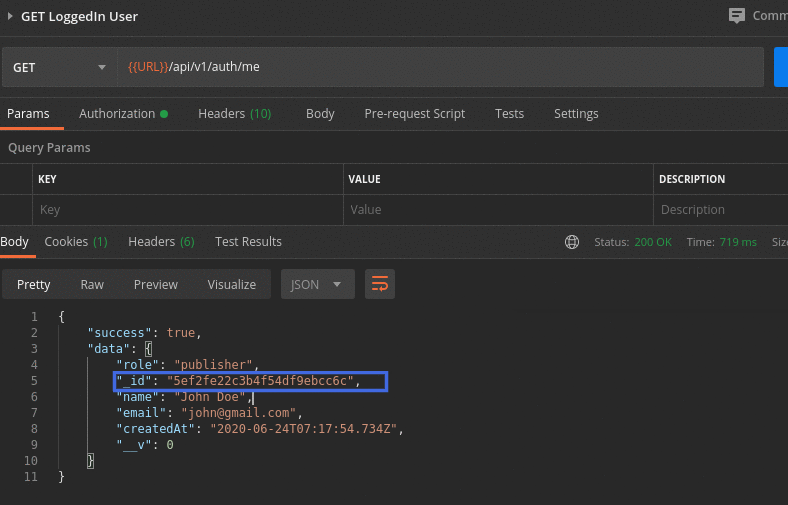 GET LoggedIn User Comm
GET {{URL}}/api/v1/auth/me
Params Authorization Headers (10) Body Pre-request Script Tests Settings
Query Params
KEY VALUE DESCRIPTION
Key Value Description
Body Cookies (1) Headers (6) Test Results Status: 200 OK Time: 719 ms Siz
Pretty Raw Preview Visualize JSON
1 {
2 "success": true,
3 "data": {
4 "role": "publisher",
5 "_id": "5ef2fe22c3b4f54df9ebcc6c",
6 "name": "John Doe",
7 "email": "john@gmail.com",
8 "createdAt": "2020-06-24T07:17:54.734Z",
9 "__v": 0
10 }
11 }